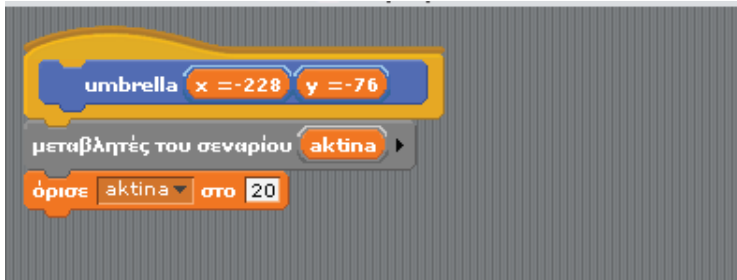 umbrella x =-228 y =-76
μεταβλητές του σεναρίου aktina
όρισε aktina στο 20